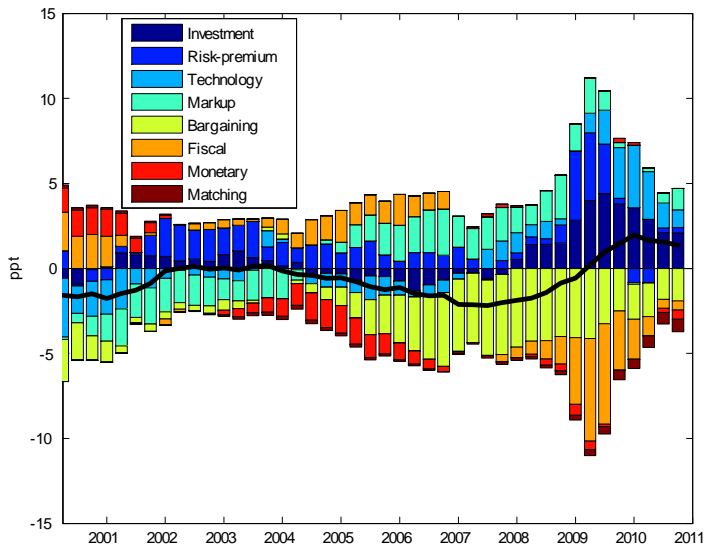 15
10
5
0
-5
-10
-15
ppt
Investment
Risk-premium
Technology
Markup
Bargaining
Fiscal
Monetary
Matching
2001 2002 2003 2004 2005 2006 2007 2008 2009 2010 2011